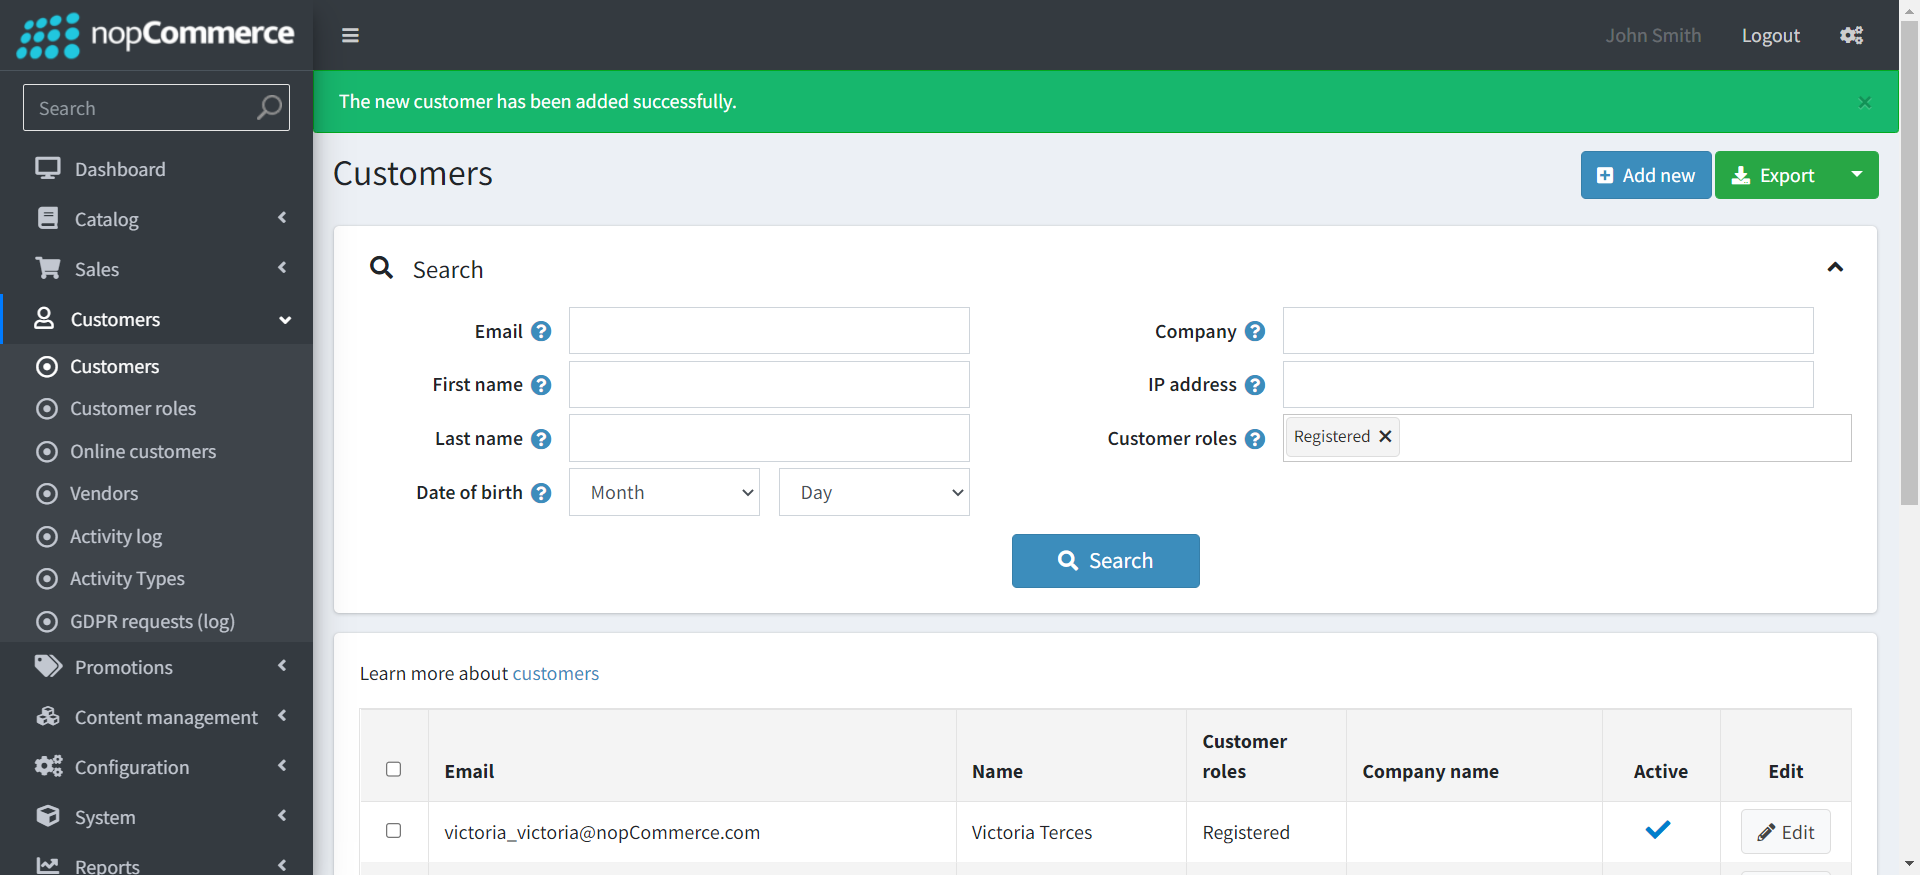 nopCommerce
John Smith
Logout
The new customer has been added successfully.
×
Search
Dashboard
Catalog
Sales
Customers
Customers
Customer roles
Online customers
Vendors
Activity log
Activity Types
GDPR requests (log)
Promotions
Content management
Configuration
System
Reports
Customers
Add new
Export
Search
Email ?
Company ?
First name ?
IP address ?
Last name ?
Customer roles ?
Registered ×
Date of birth ?
Month
Day
Search
Learn more about customers
Email Name Customer roles Company name Active Edit
victoria_victoria@nopCommerce.com Victoria Terces Registered Edit